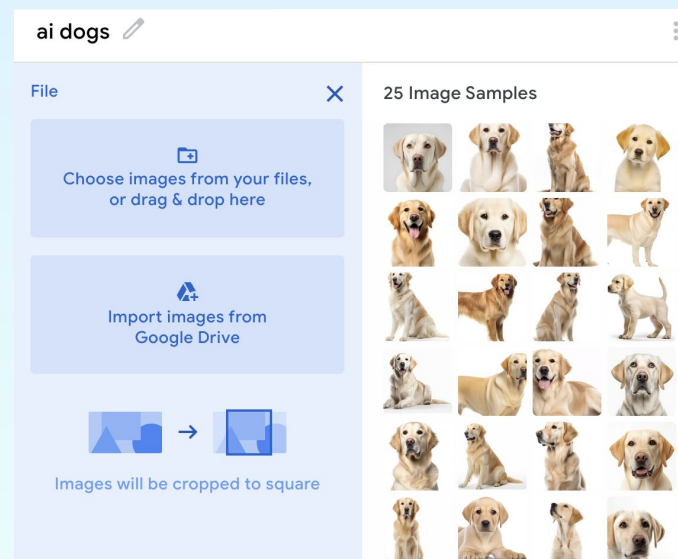 ai dogs
File
Choose images from your files,
or drag & drop here
Import images from
Google Drive
Images will be cropped to square
25 Image Samples